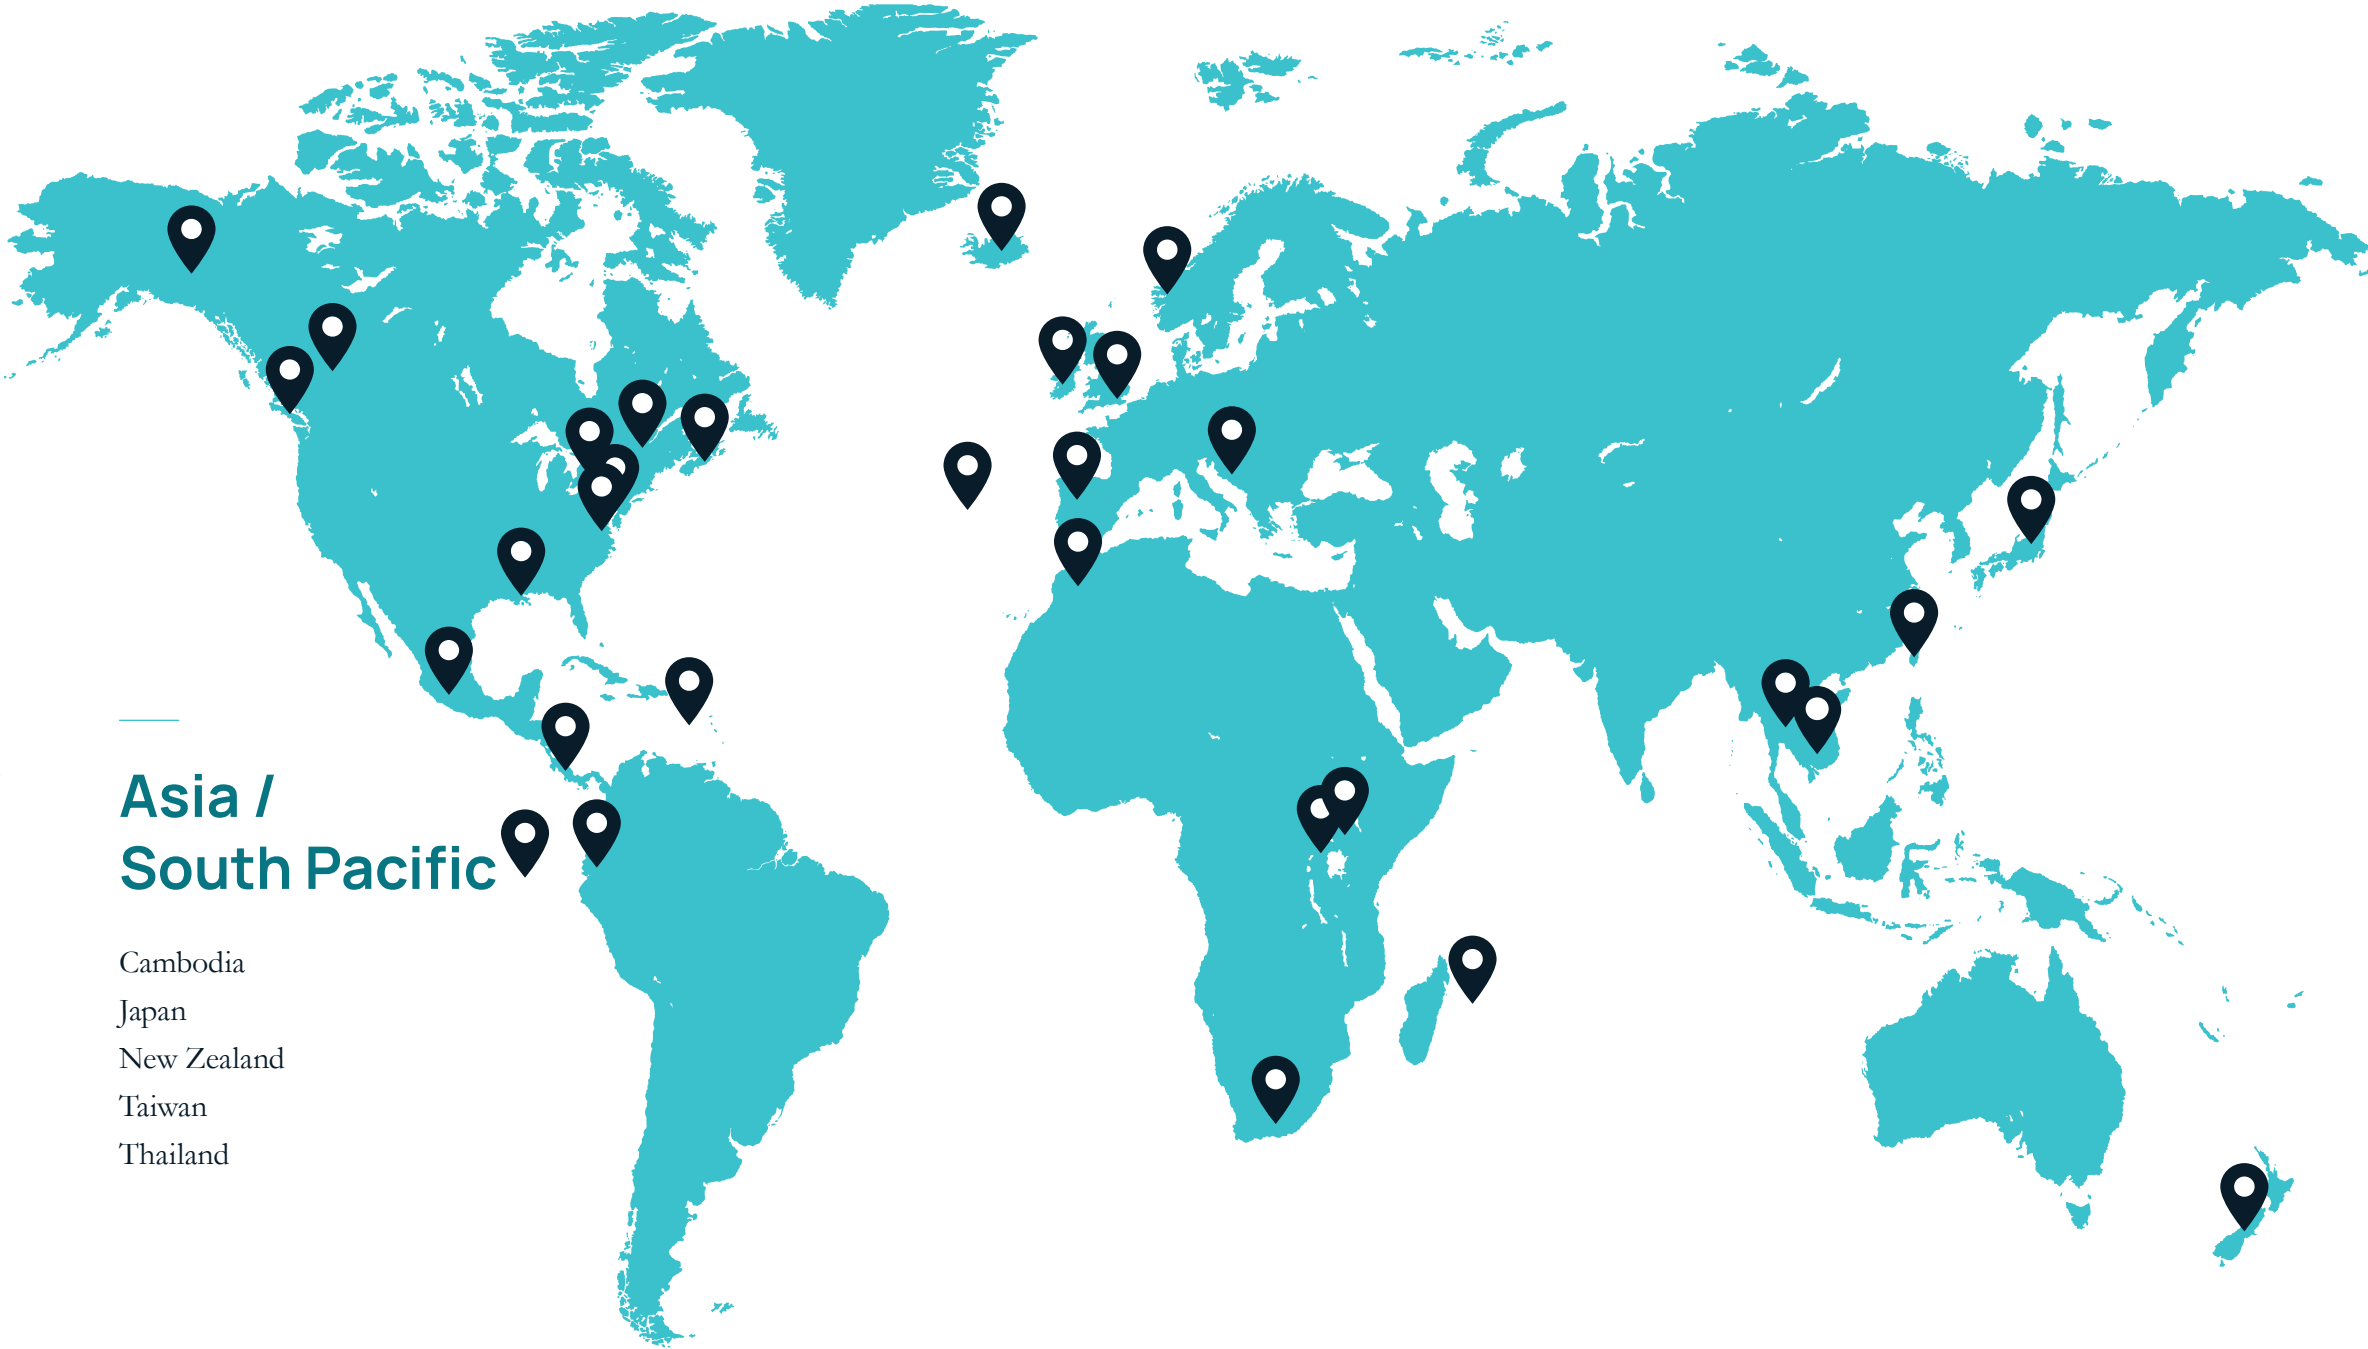 Asia /
South Pacific
Cambodia
Japan
New Zealand
Taiwan
Thailand